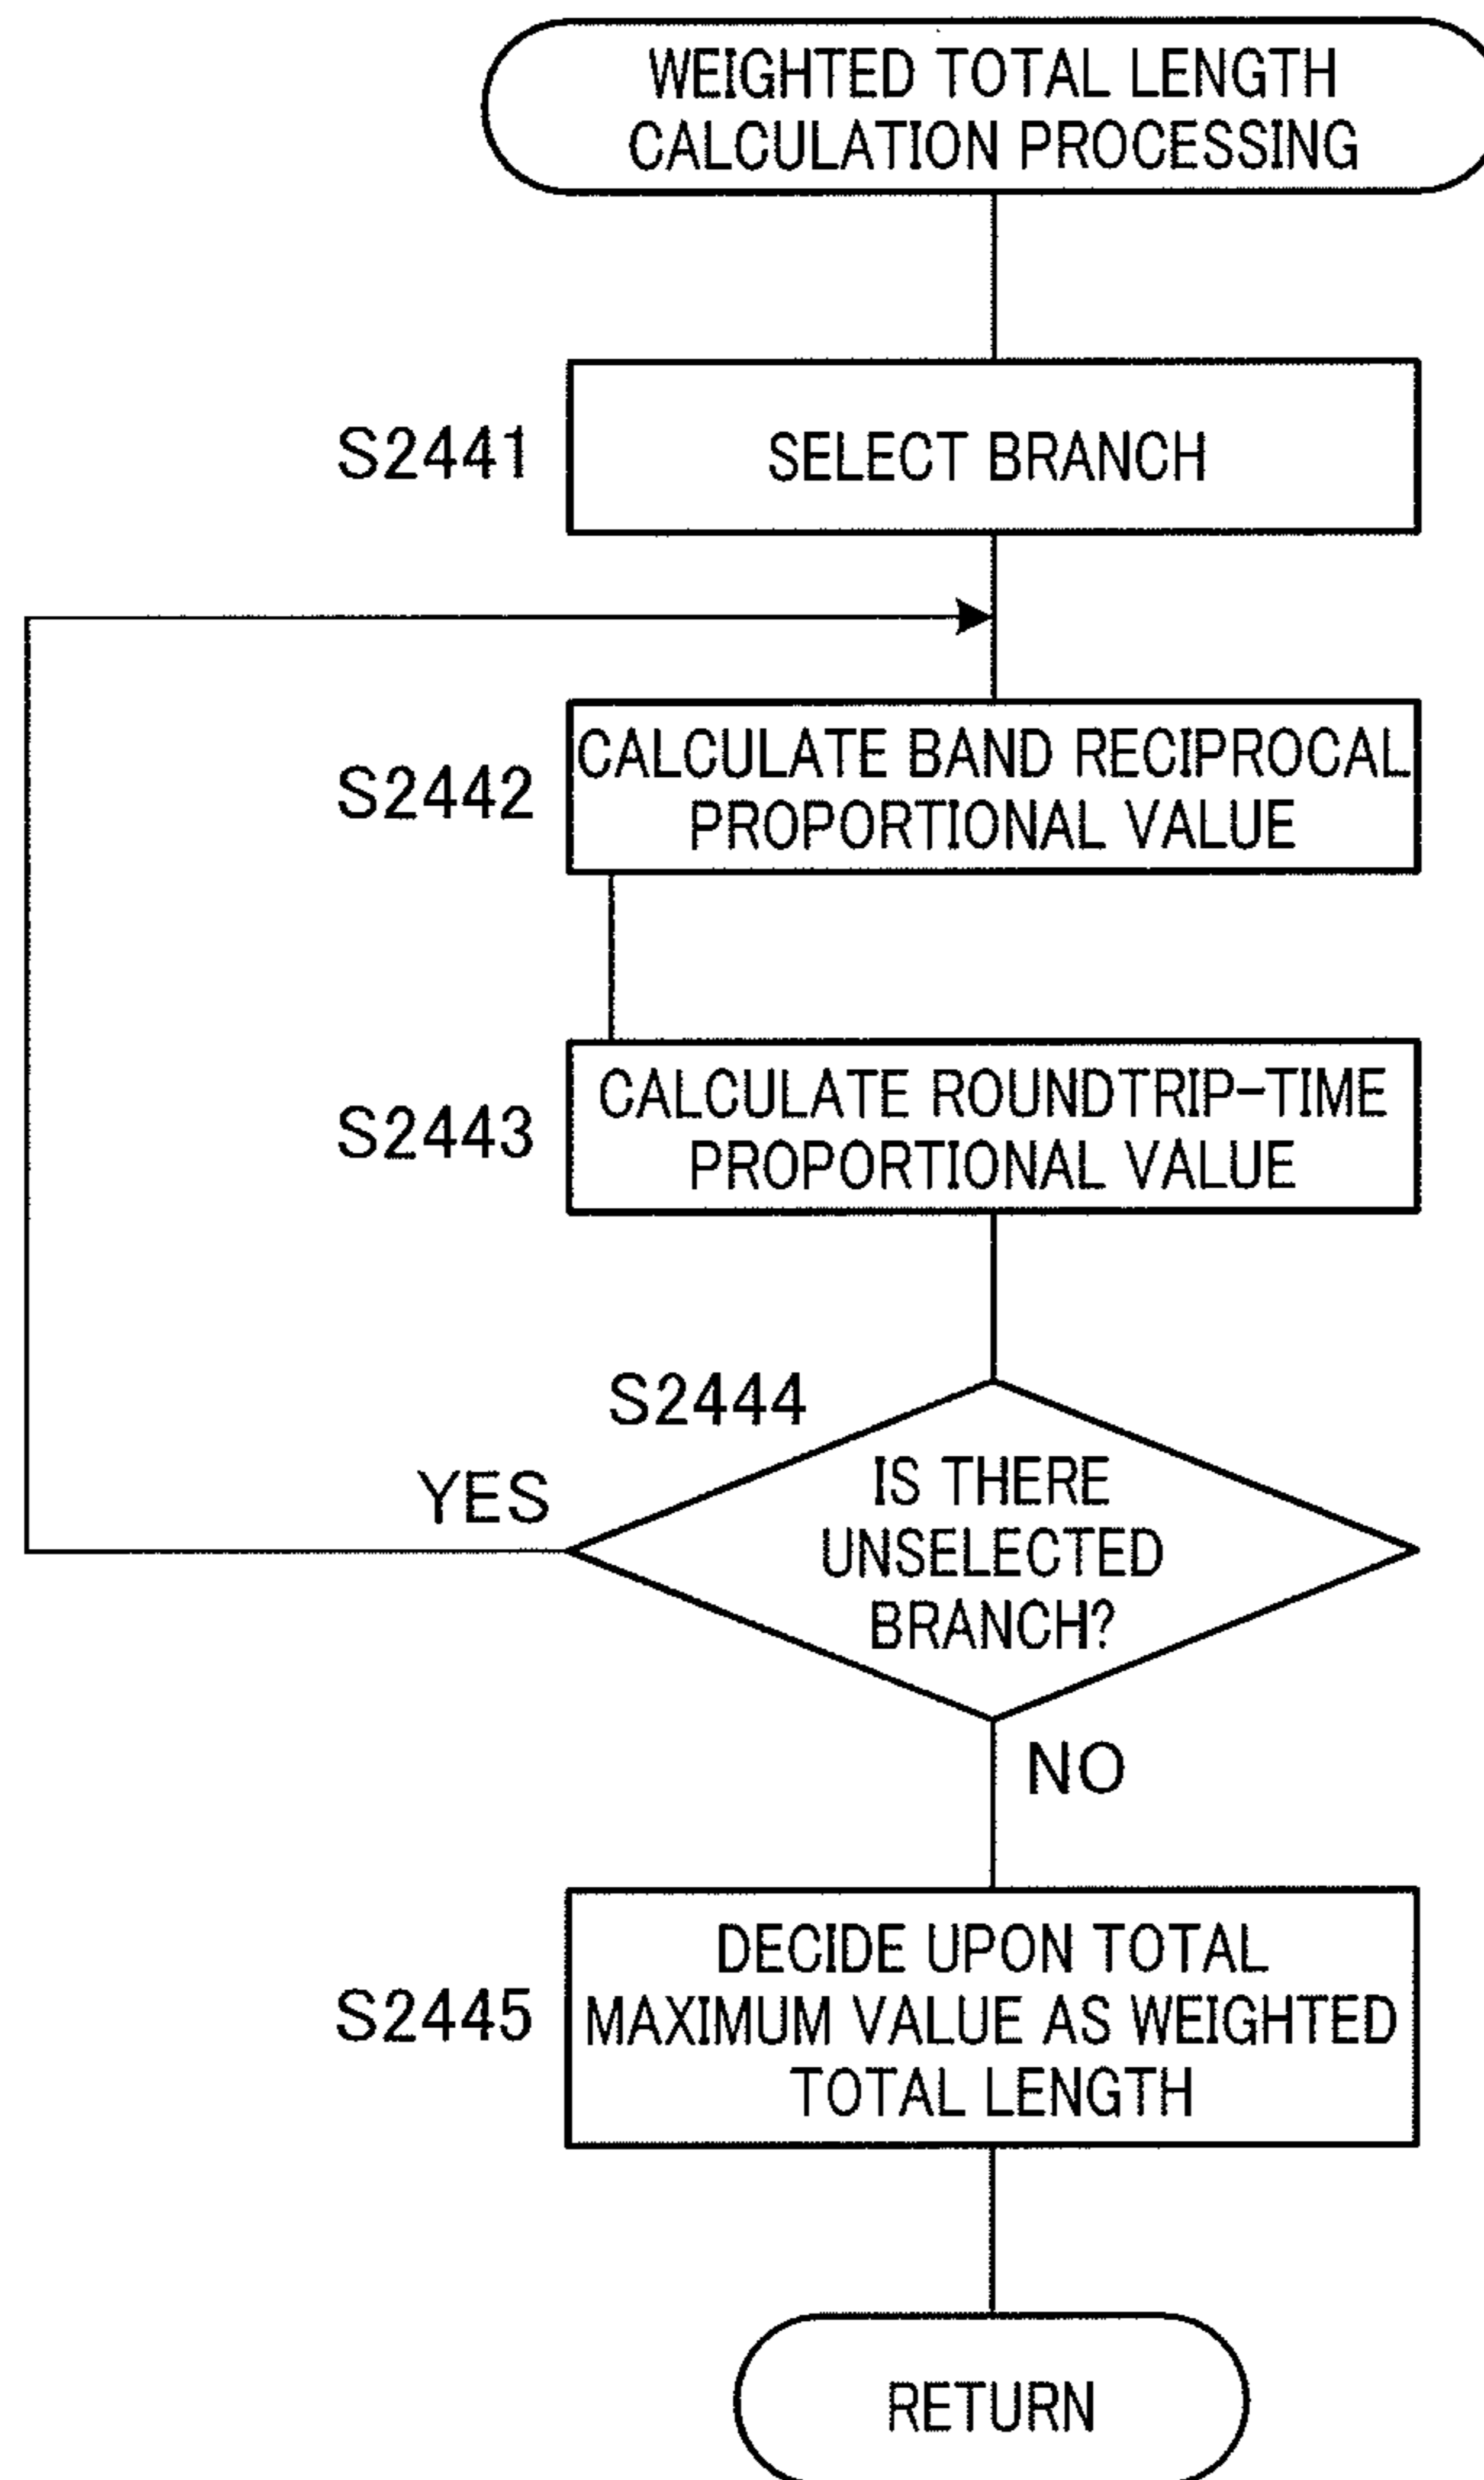 WEIGHTED TOTAL LENGTH
CALCULATION PROCESSING
S2441
SELECT BRANCH
S2442
CALCULATE BAND RECIPROCAL
PROPORTIONAL VALUE
S2443
CALCULATE ROUNDTRIP-TIME
PROPORTIONAL VALUE
S2444
IS THERE
UNSELECTED
BRANCH?
YES
NO
S2445
DECIDE UPON TOTAL
MAXIMUM VALUE AS WEIGHTED
TOTAL LENGTH
RETURN